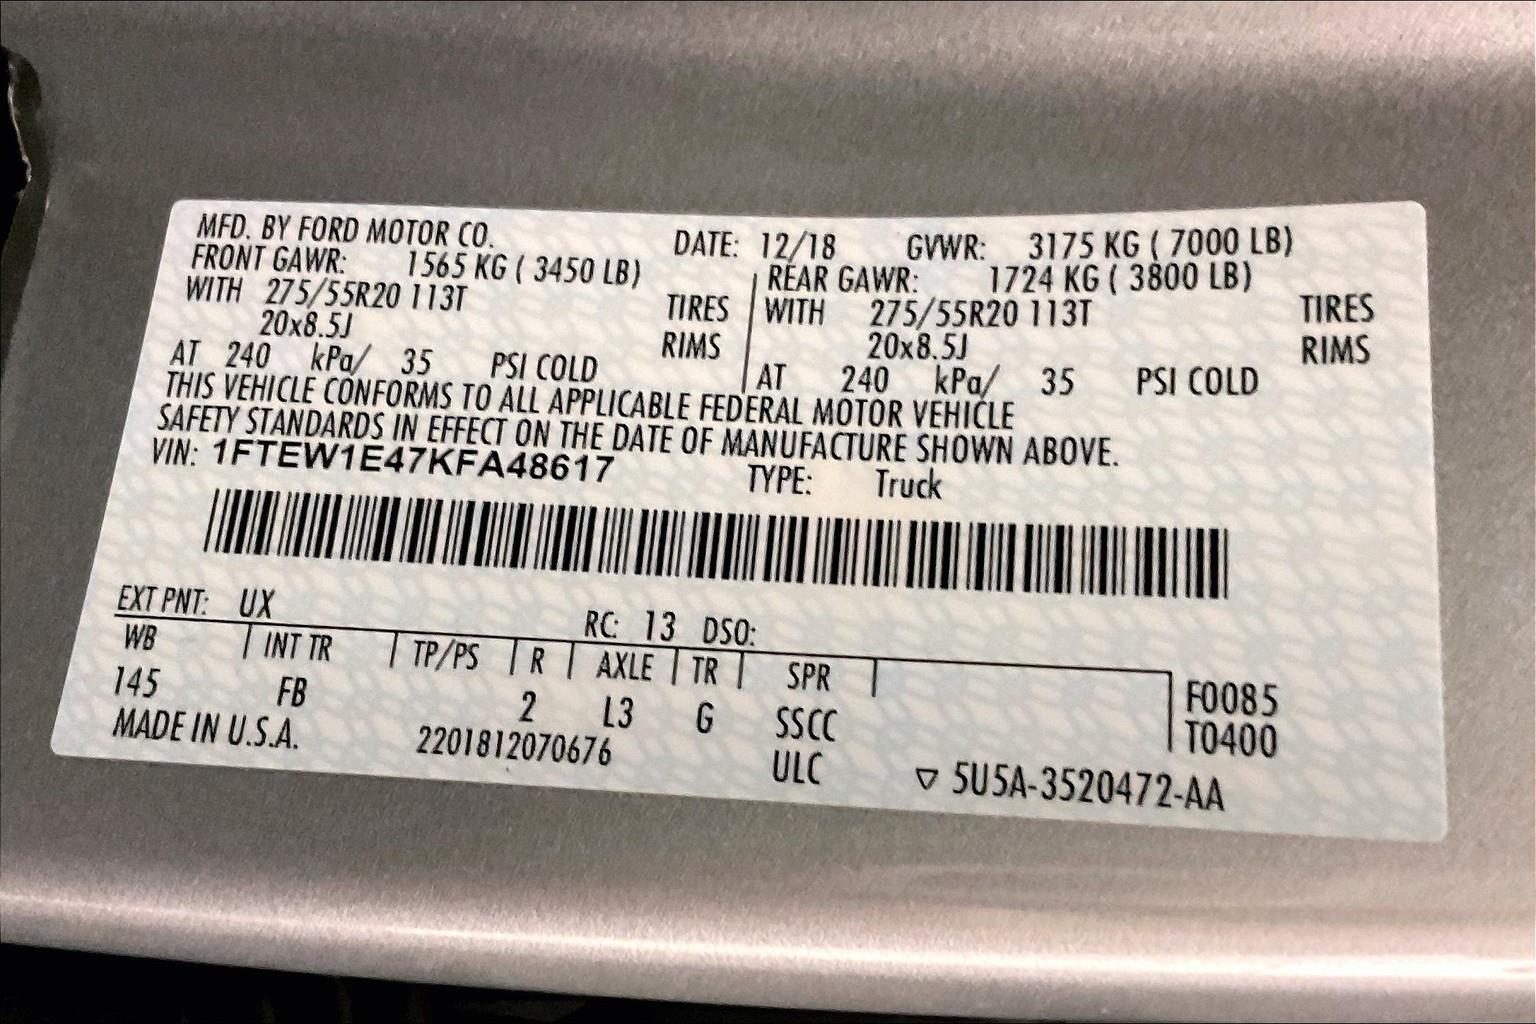 MFD. BY FORD MOTOR CO. DATE: 12/18 GVWR: 3175 KG ( 7000 LB)
FRONT GAWR: 1565 KG ( 3450 LB) REAR GAWR: 1724 KG ( 3800 LB)
WITH 275/55R20 113T TIRES WITH 275/55R20 113T TIRES
20x8.5J RIMS 20x8.5J RIMS
AT 240 kPa/ 35 PSI COLD AT 240 kPa/ 35 PSI COLD
THIS VEHICLE CONFORMS TO ALL APPLICABLE FEDERAL MOTOR VEHICLE
SAFETY STANDARDS IN EFFECT ON THE DATE OF MANUFACTURE SHOWN ABOVE.
VIN: 1FTEW1E47KFA48617 TYPE: Truck
EXT PNT: UX RC: 13 DSO:
WB INT TR TP/PS R AXLE TR SPR
145 FB 2 L3 G SSCC F0085
ULC T0400
MADE IN U.S.A. 2201812070676 ▽ 5U5A-3520472-AA